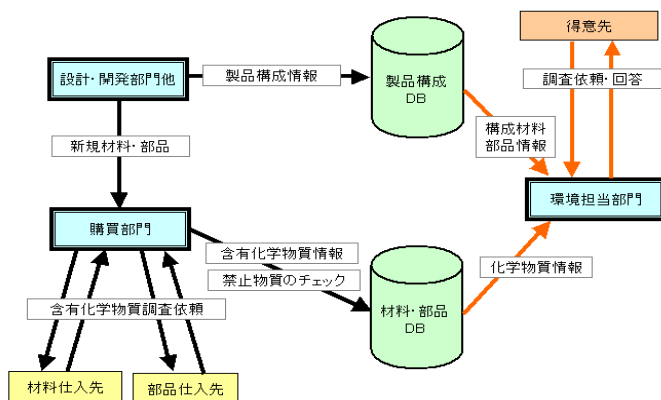 得意先
設計・開発部門他
製品構成情報
製品構成
DB
調査依頼・回答
構成材料
部品情報
新規材料・部品
環境担当部門
購買部門
含有化学物質情報
禁止物質のチェック
化学物質情報
材料・部品
DB
含有化学物質調査依頼
材料仕入先
部品仕入先